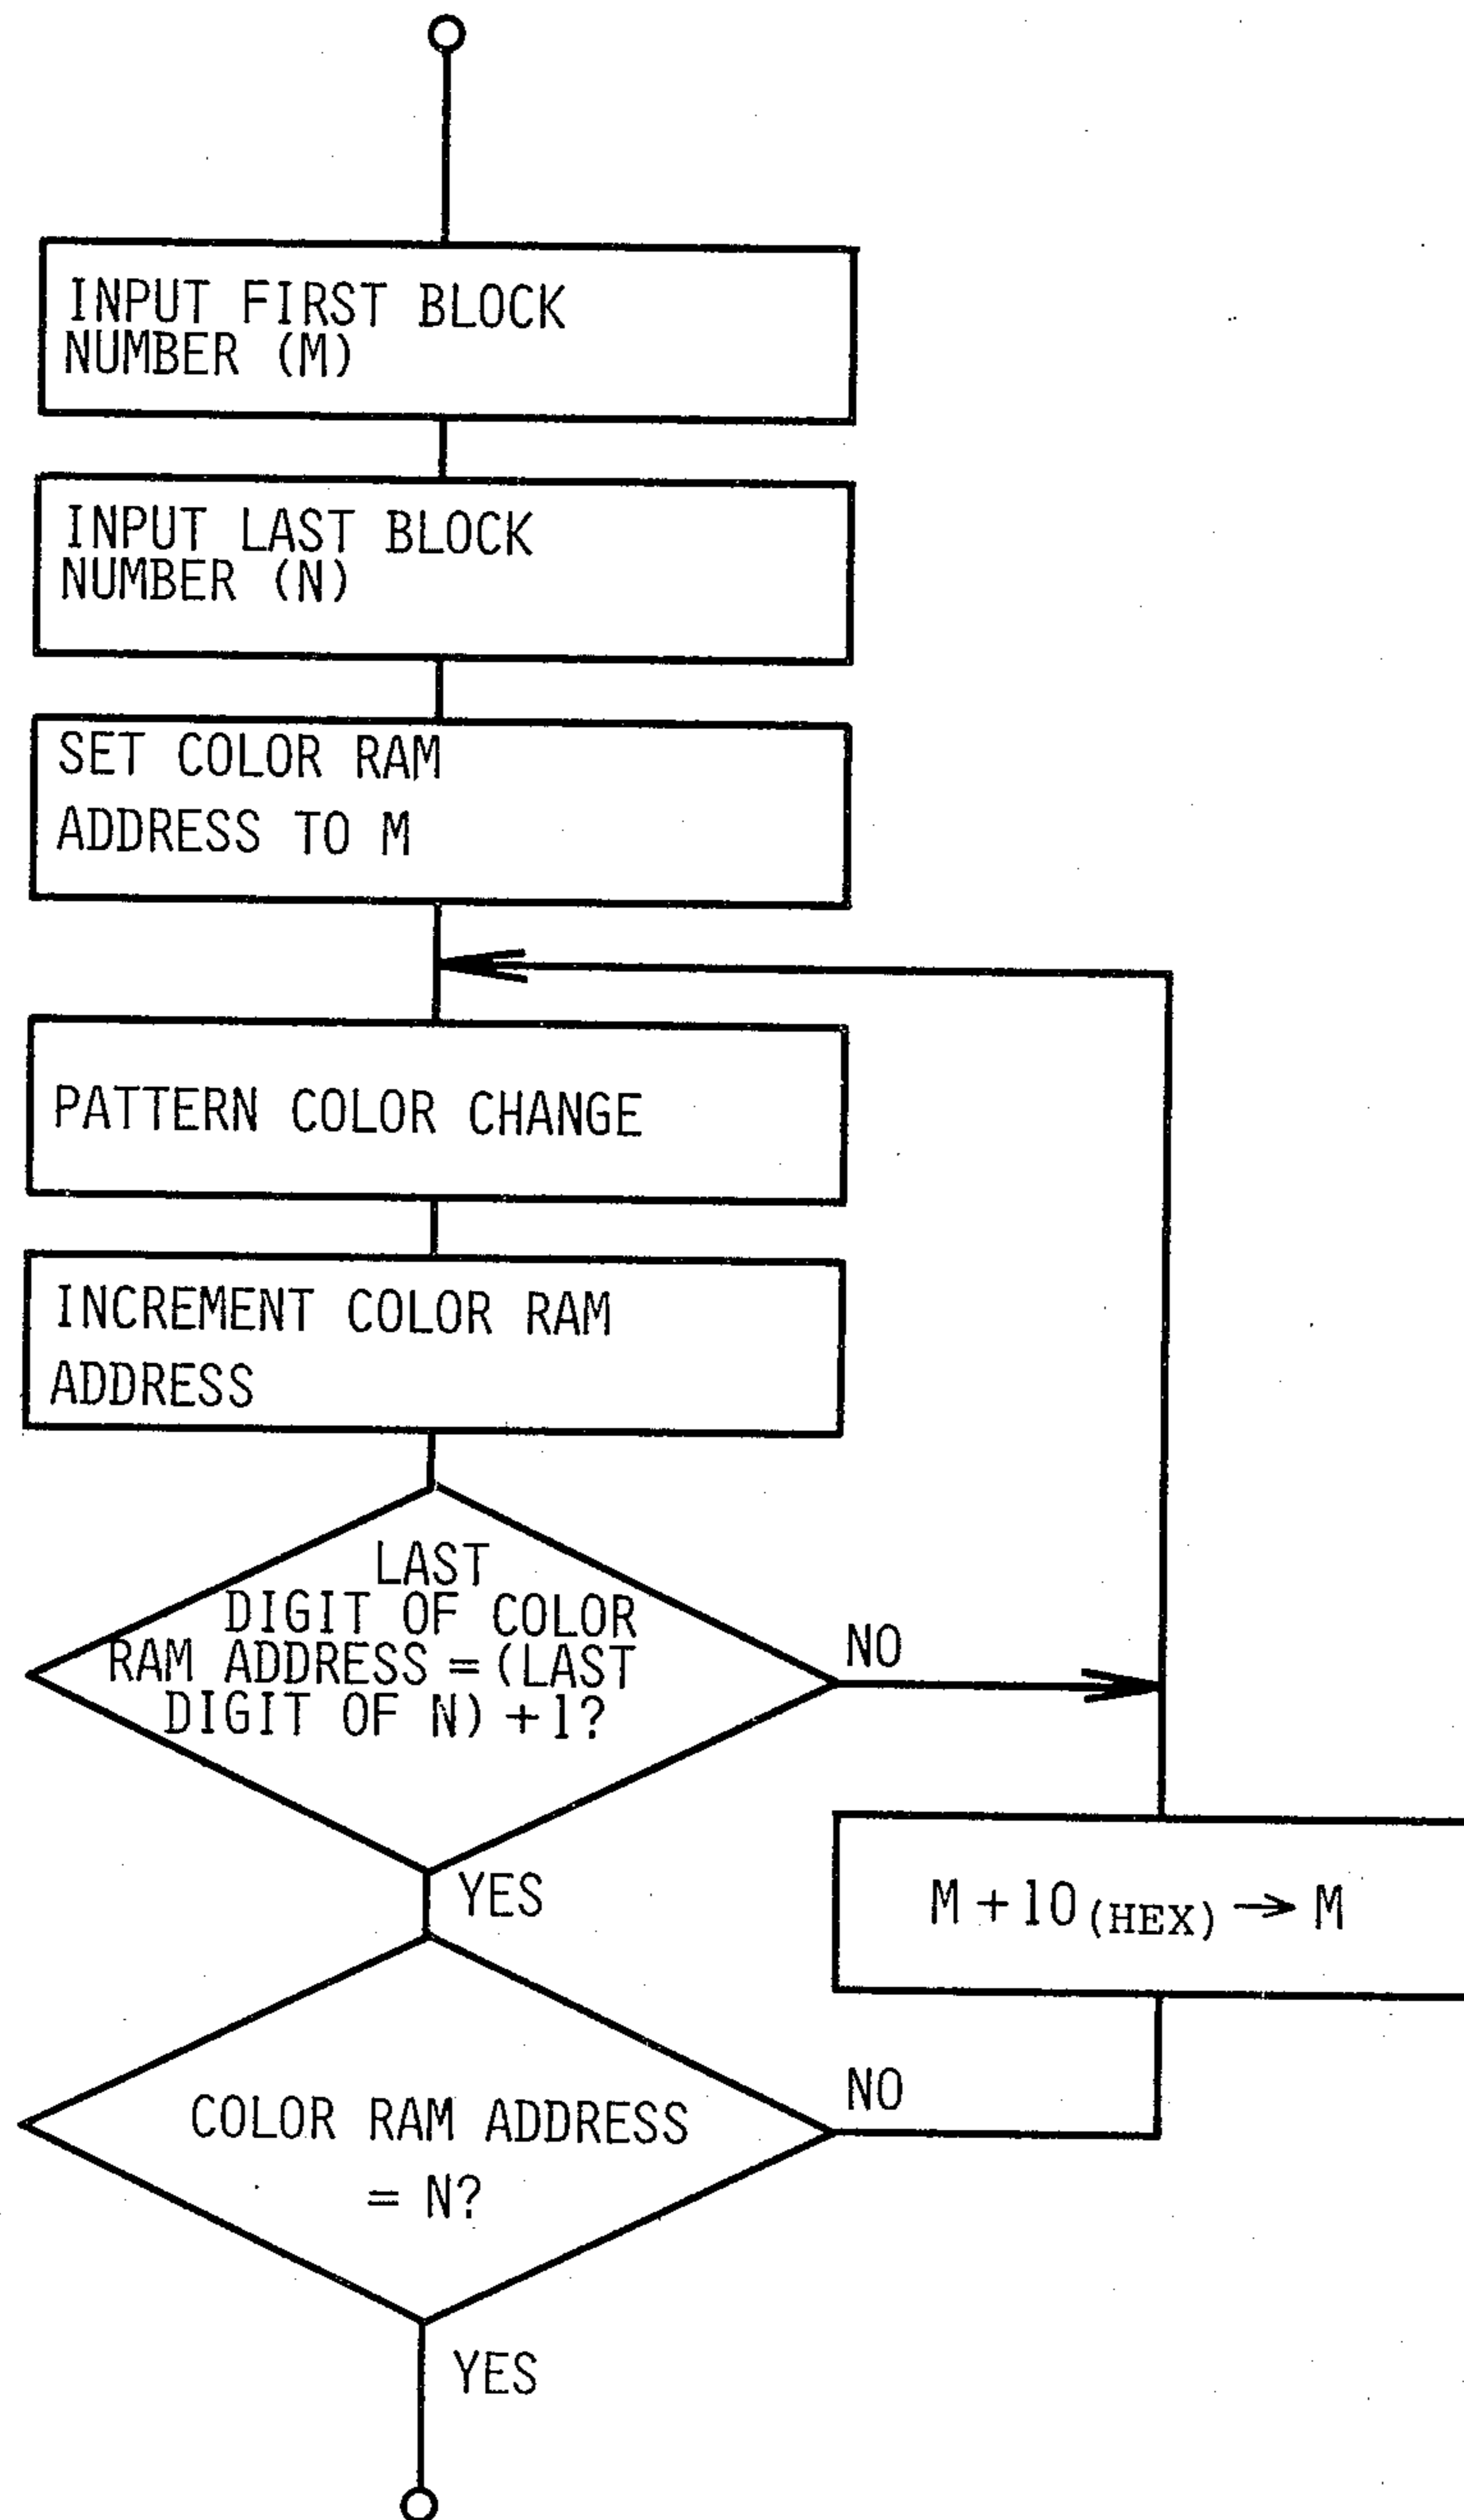 INPUT FIRST BLOCK
NUMBER (M)
INPUT LAST BLOCK
NUMBER (N)
SET COLOR RAM
ADDRESS TO M
PATTERN COLOR CHANGE
INCREMENT COLOR RAM
ADDRESS
LAST
DIGIT OF COLOR
RAM ADDRESS = (LAST
DIGIT OF N) +1?
NO
YES
M + 10 (HEX) → M
COLOR RAM ADDRESS
= N?
NO
YES